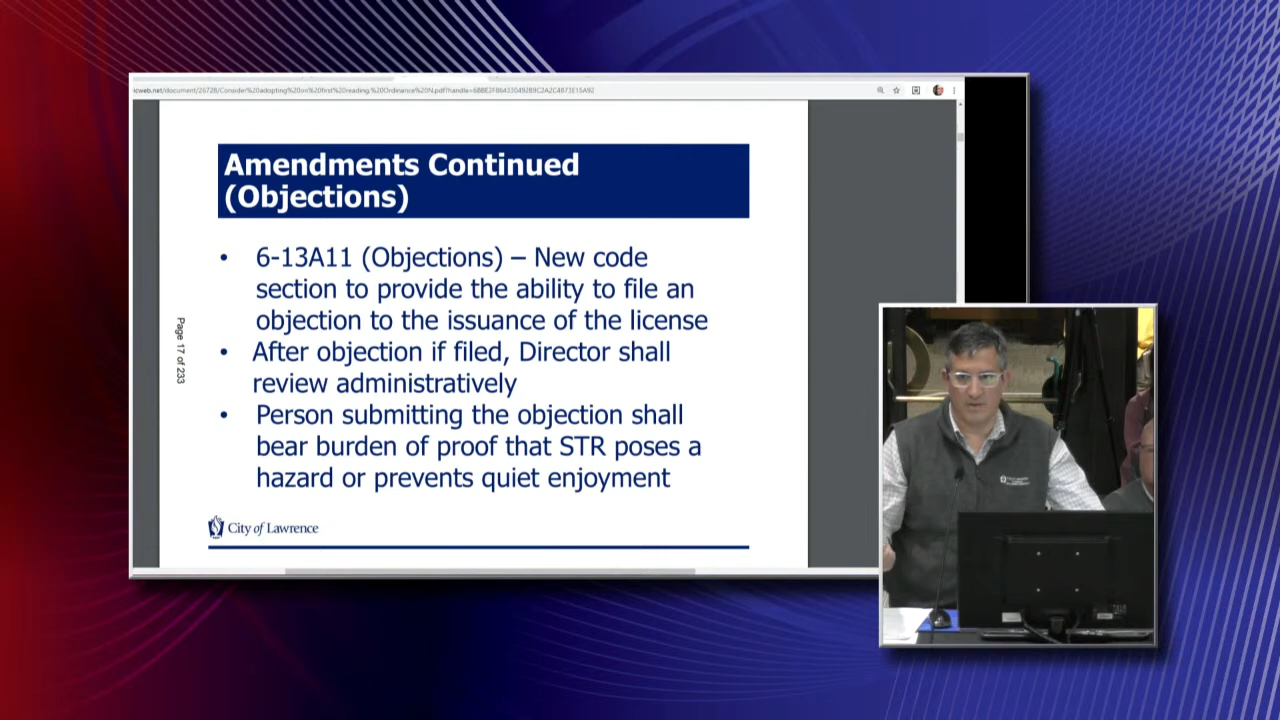 Amendments Continued
(Objections)
• 6-13A11 (Objections) – New code
section to provide the ability to file an
objection to the issuance of the license
• After objection if filed, Director shall
review administratively
• Person submitting the objection shall
bear burden of proof that STR poses a
hazard or prevents quiet enjoyment
Page 17 of 233
City of Lawrence